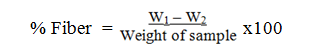 % Fiber = W₁ – W₂ / Weight of sample x100